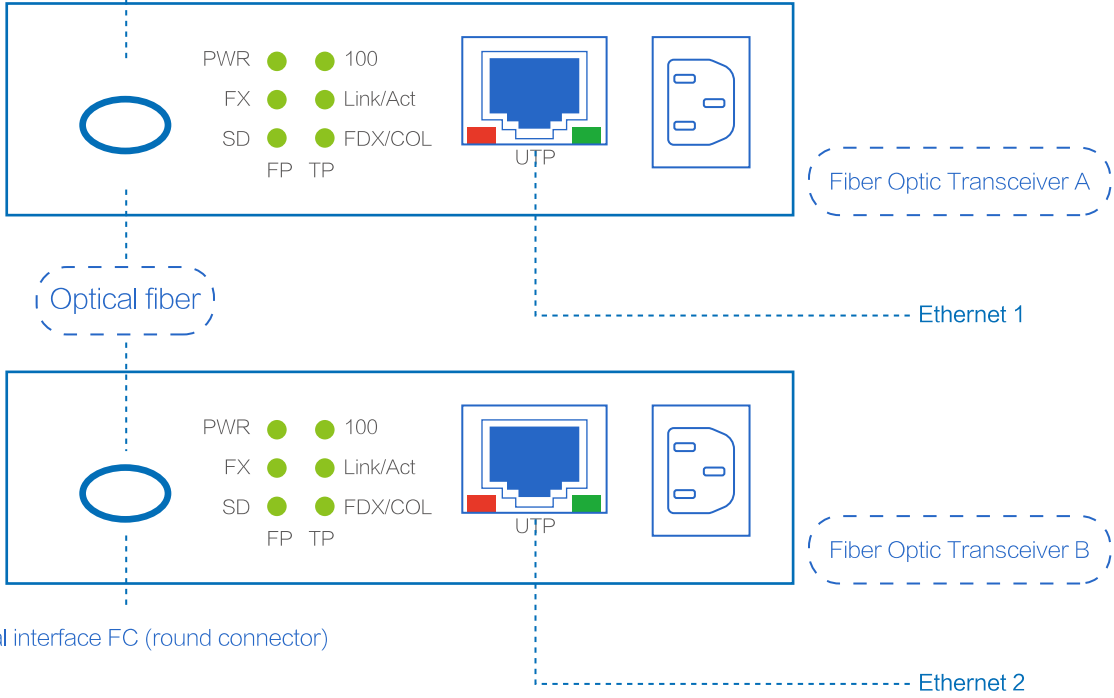 PWR 100
FX Link/Act
SD FDX/COL
FP TP
UTP
Fiber Optic Transceiver A
Optical fiber
Ethernet 1
PWR 100
FX Link/Act
SD FDX/COL
FP TP
UTP
Fiber Optic Transceiver B
interface FC (round connector)
Ethernet 2